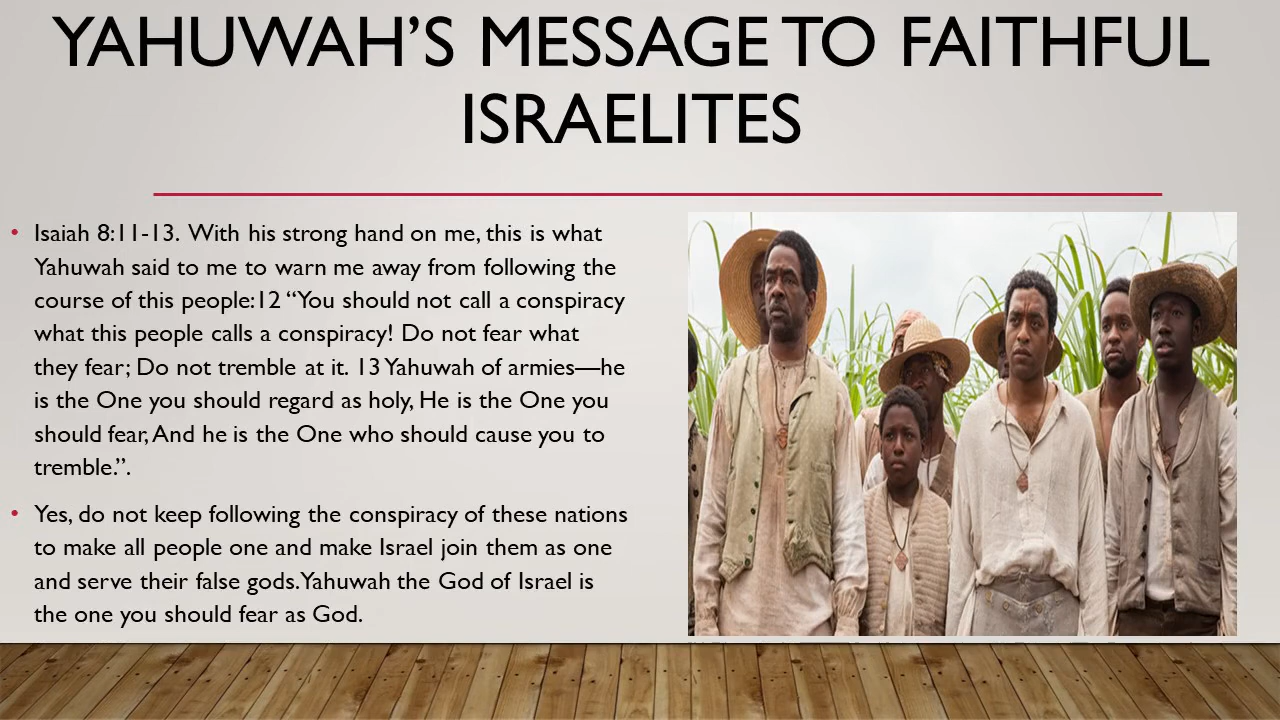 YAHUWAH’S MESSAGE TO FAITHFUL
ISRAELITES
• Isaiah 8:11-13. With his strong hand on me, this is what
Yahuwah said to me to warn me away from following the
course of this people:12 “You should not call a conspiracy
what this people calls a conspiracy! Do not fear what
they fear; Do not tremble at it. 13 Yahuwah of armies—he
is the One you should regard as holy, He is the One you
should fear, And he is the One who should cause you to
tremble.”.
• Yes, do not keep following the conspiracy of these nations
to make all people one and make Israel join them as one
and serve their false gods. Yahuwah the God of Israel is
the one you should fear as God.